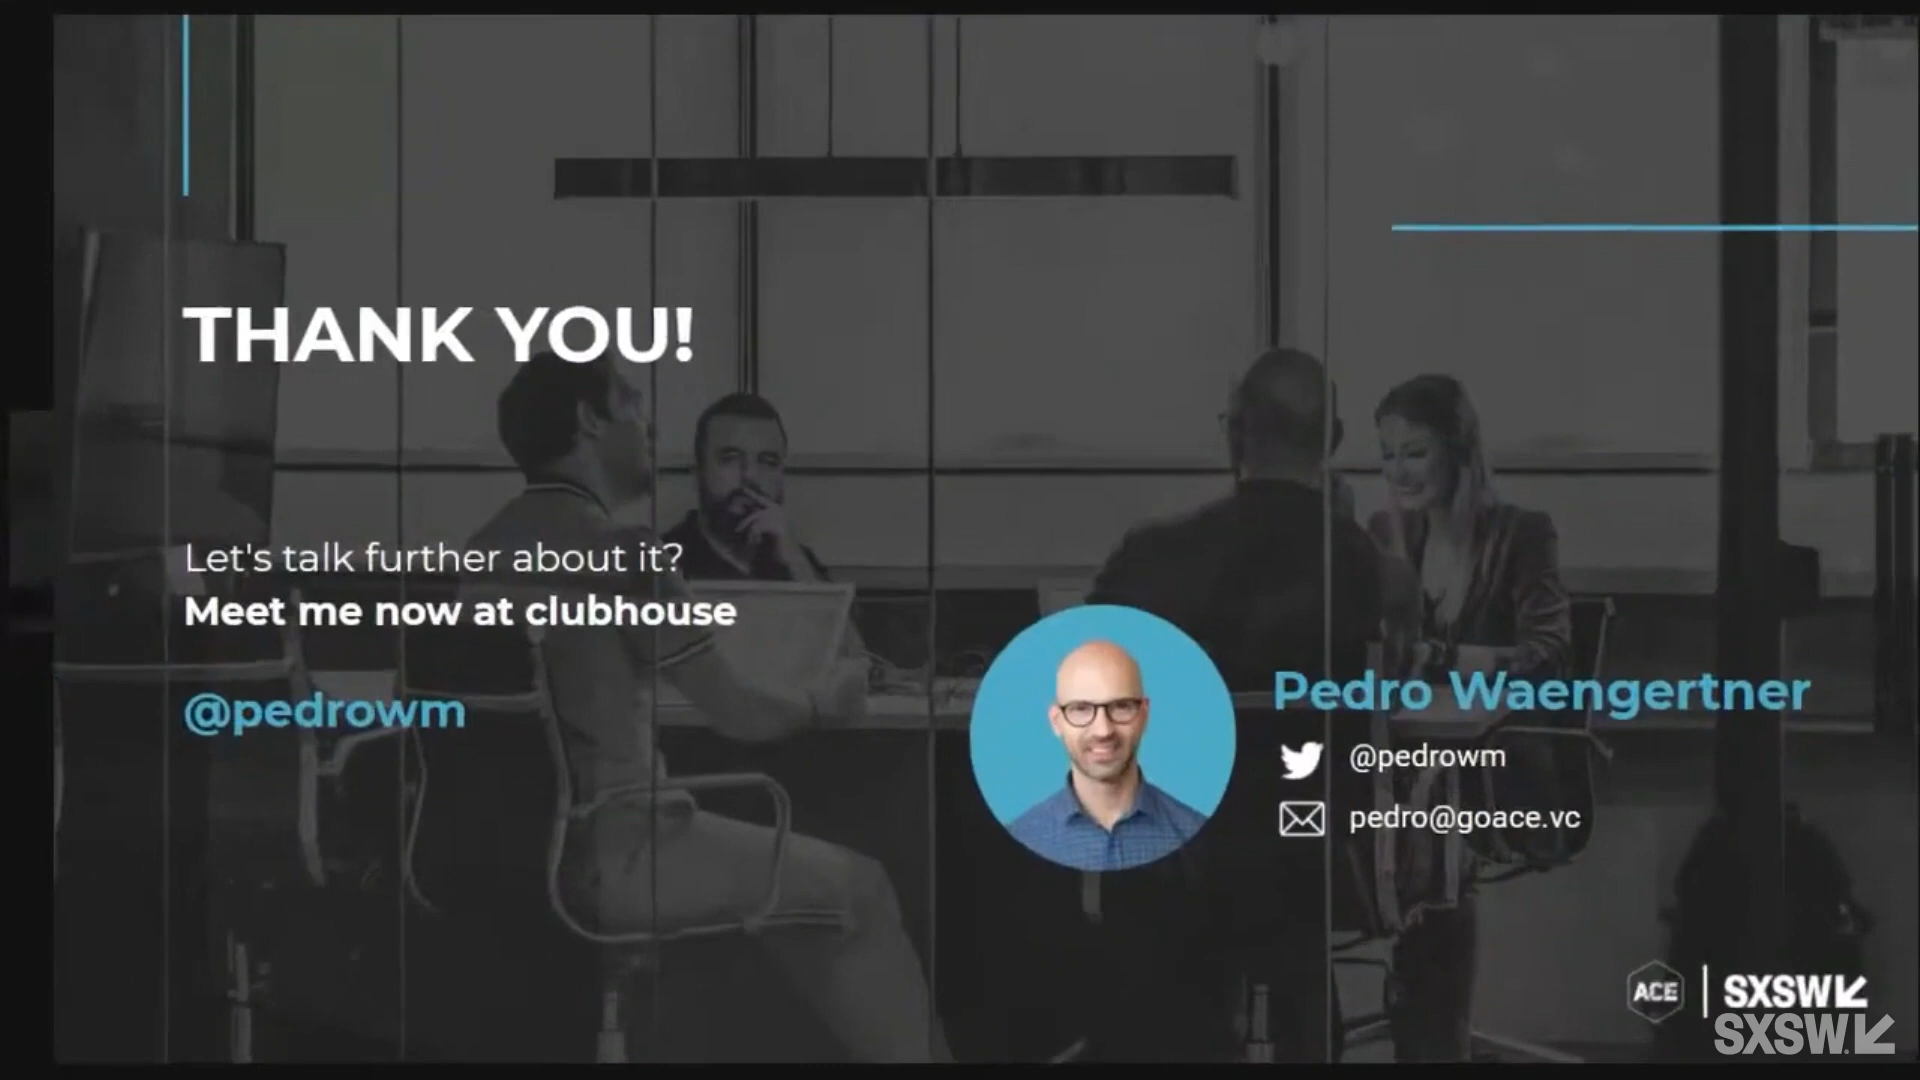 THANK YOU!
Let's talk further about it?
Meet me now at clubhouse
@pedrowm
Pedro Waengertner
@pedrowm
pedro@goace.vc
ACE
SXSW
SXSW.